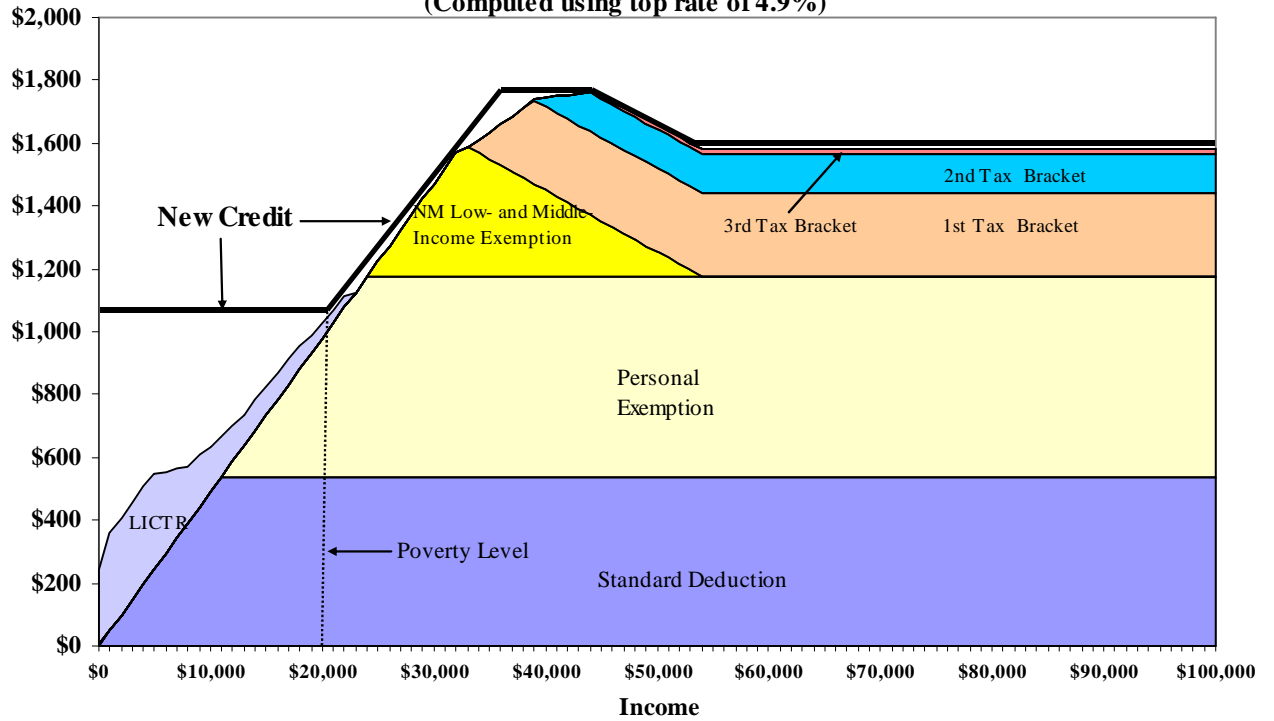 (Computed using top rate of 4.9%)
$2,000
$1,800
$1,600
$1,400
$1,200
$1,000
$800
$600
$400
$200
$0
New Credit
NM Low- and Middle-
Income Exemption
2nd Tax Bracket
3rd Tax Bracket
1st Tax Bracket
Personal
Exemption
LICTR
Poverty Level
Standard Deduction
$0
$10,000
$20,000
$30,000
$40,000
$50,000
$60,000
$70,000
$80,000
$90,000
$100,000
Income